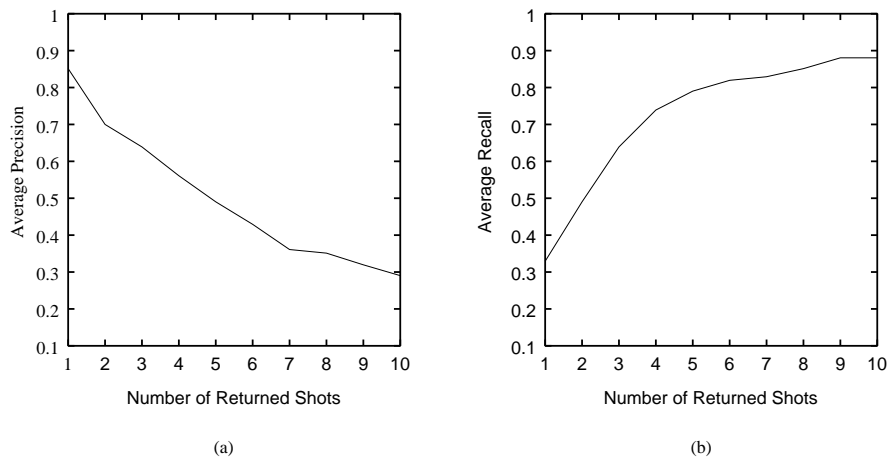 1
0.9
0.8
0.7
0.6
0.5
0.4
0.3
0.2
0.1
Average Precision
1 2 3 4 5 6 7 8 9 10
Number of Returned Shots
(a)
1
0.9
0.8
0.7
0.6
0.5
0.4
0.3
0.2
0.1
Average Recall
1 2 3 4 5 6 7 8 9 10
Number of Returned Shots
(b)